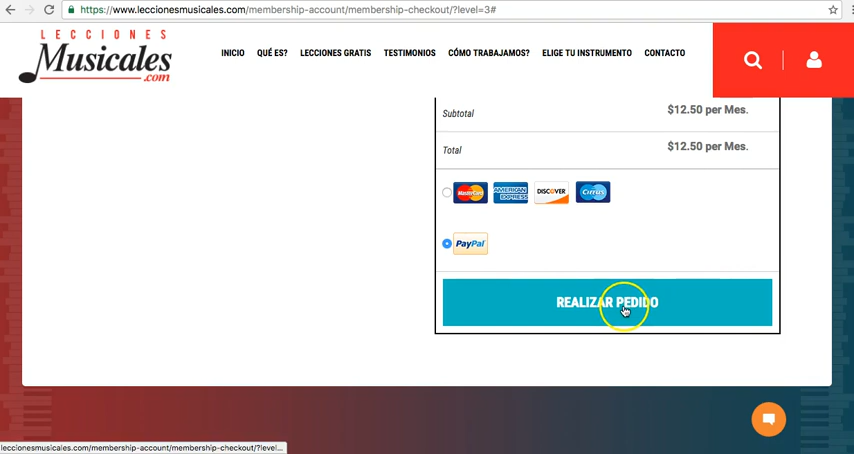 https://www.leccionesmusicales.com/membership-account/membership-checkout/?level=3#
LECCIONES
Musicales
.com
INICIO QUÉ ES? LECCIONES GRATIS TESTIMONIOS CÓMO TRABAJAMOS? ELIGE TU INSTRUMENTO CONTACTO
Subtotal $12.50 per Mes.
Total $12.50 per Mes.
MasterCard AMERICAN EXPRESS DISCOVER Cirrus
PayPal
REALIZAR PEDIDO
leccionesmusicales.com/membership-account/membership-checkout/?level...